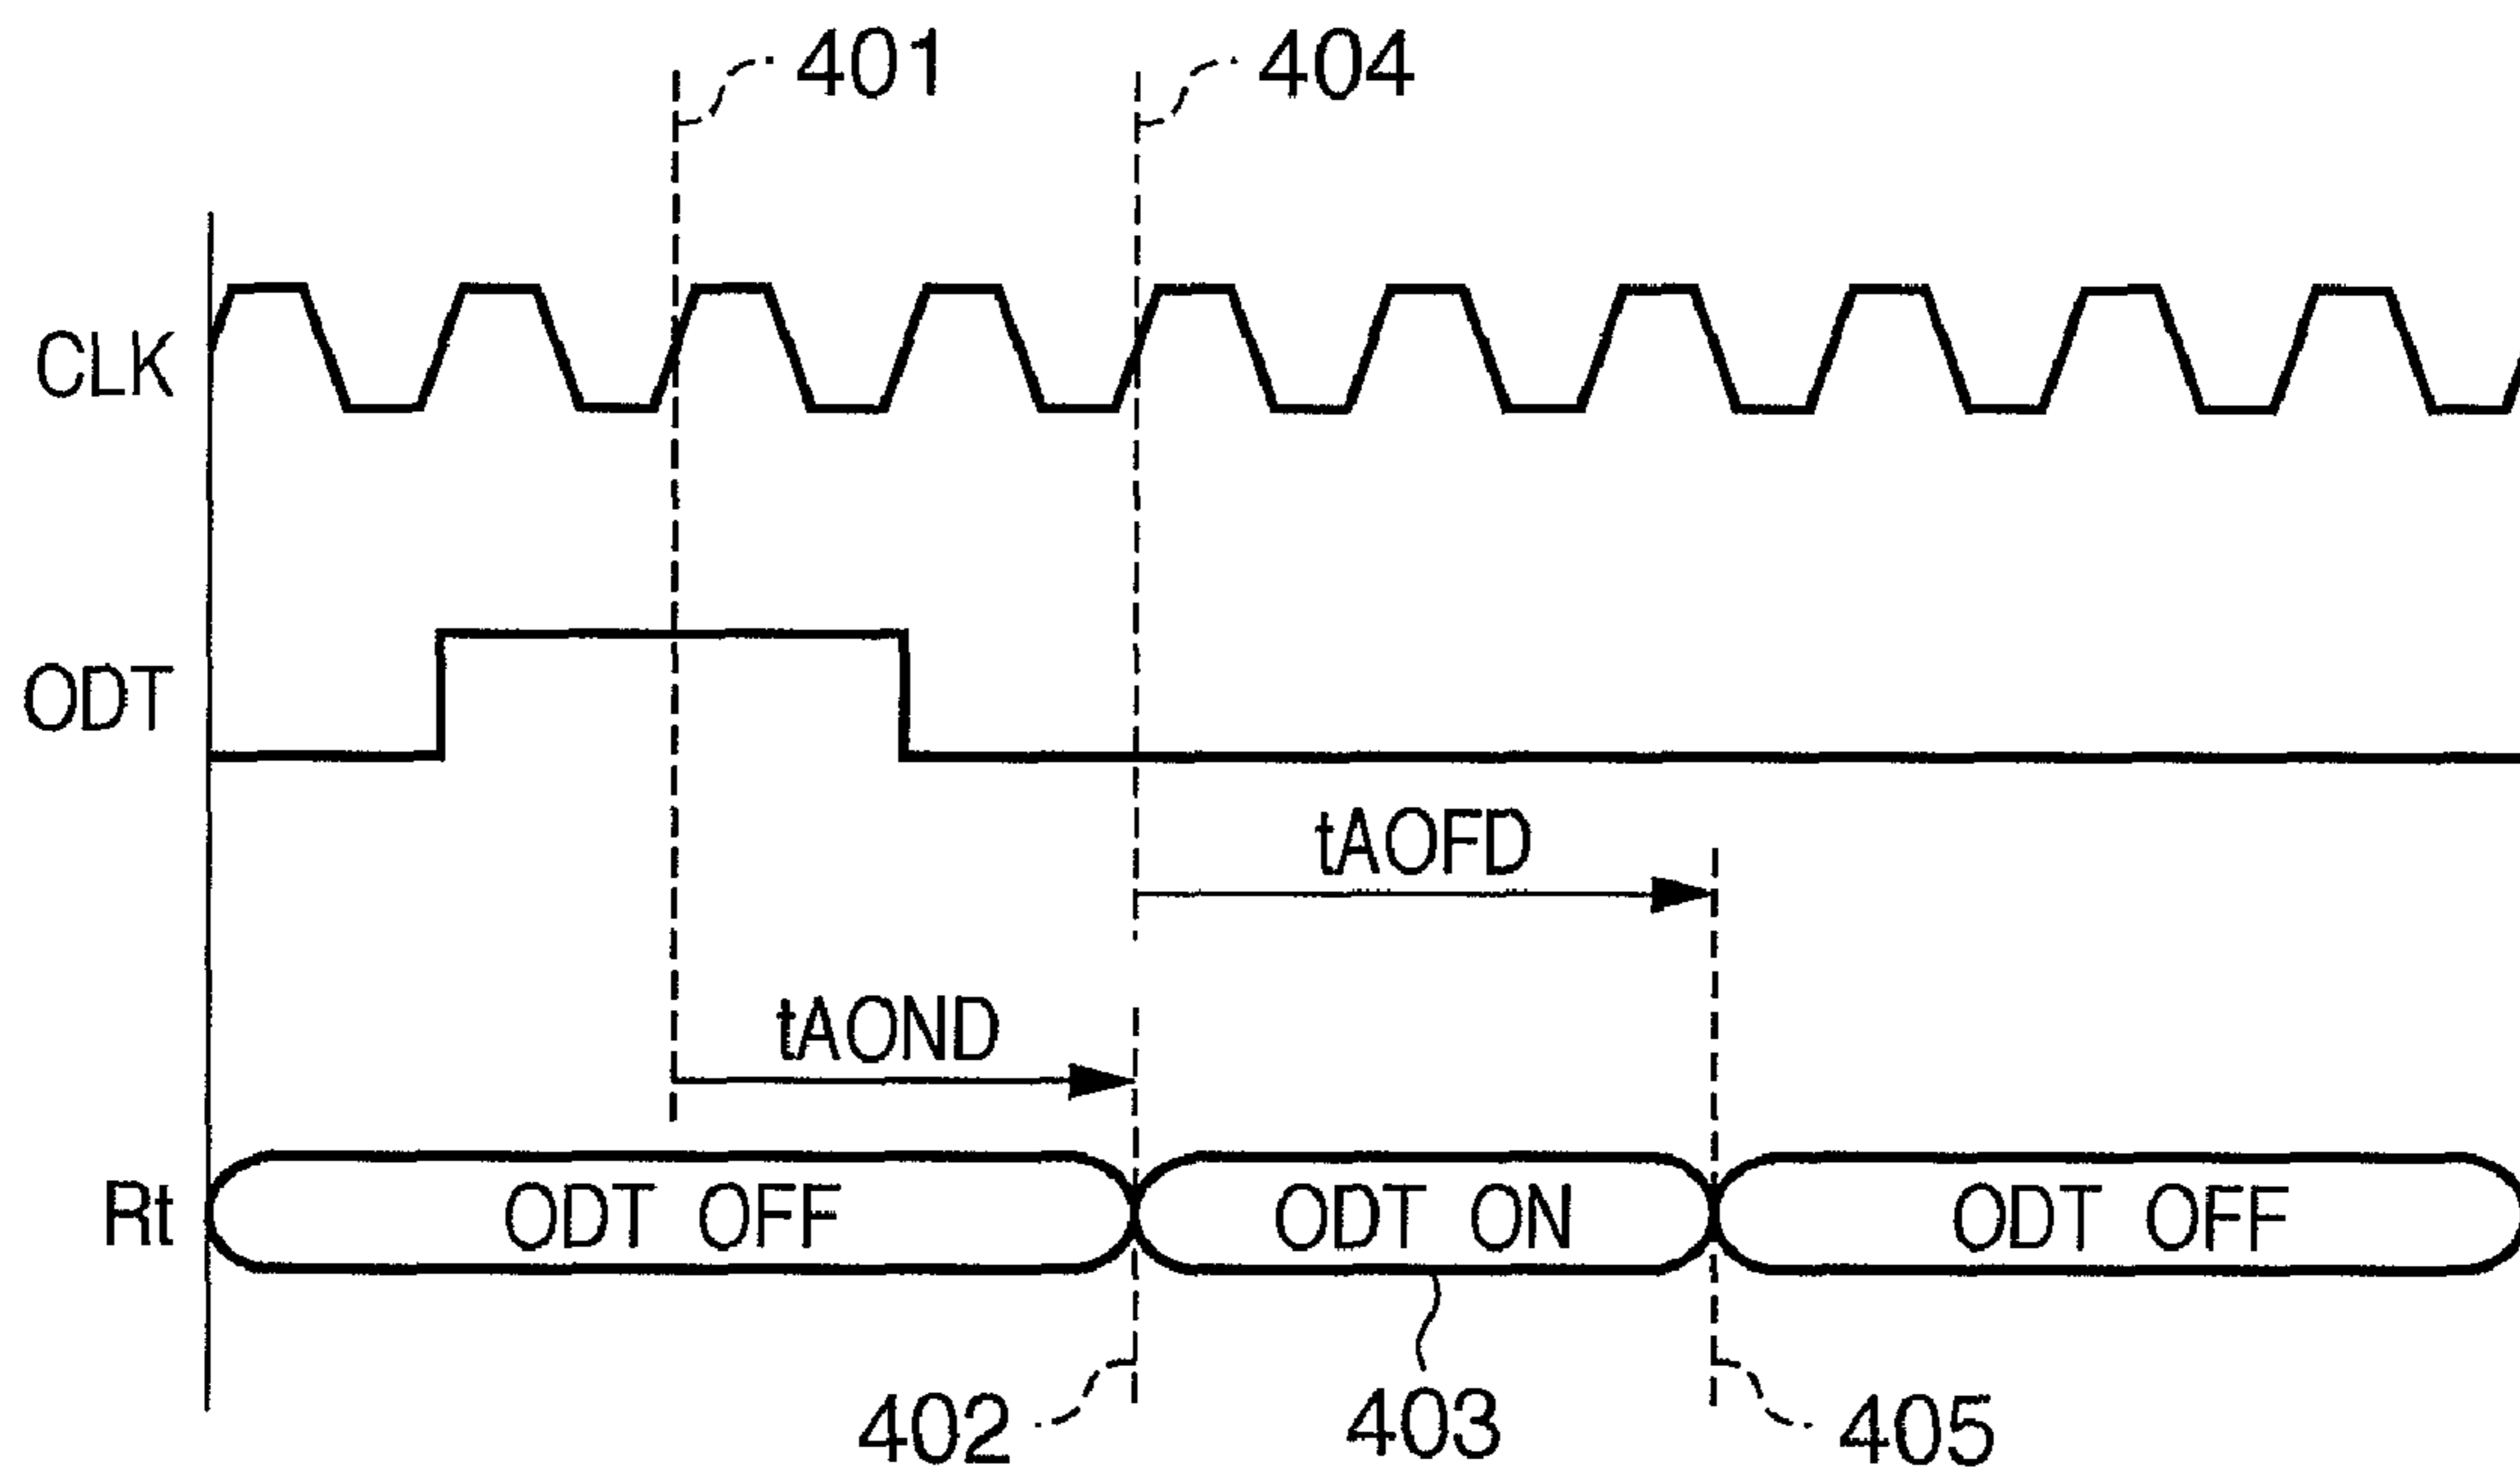 401
404
CLK
ODT
tAOFD
tAOND
Rt
ODT OFF
ODT ON
ODT OFF
402
403
405